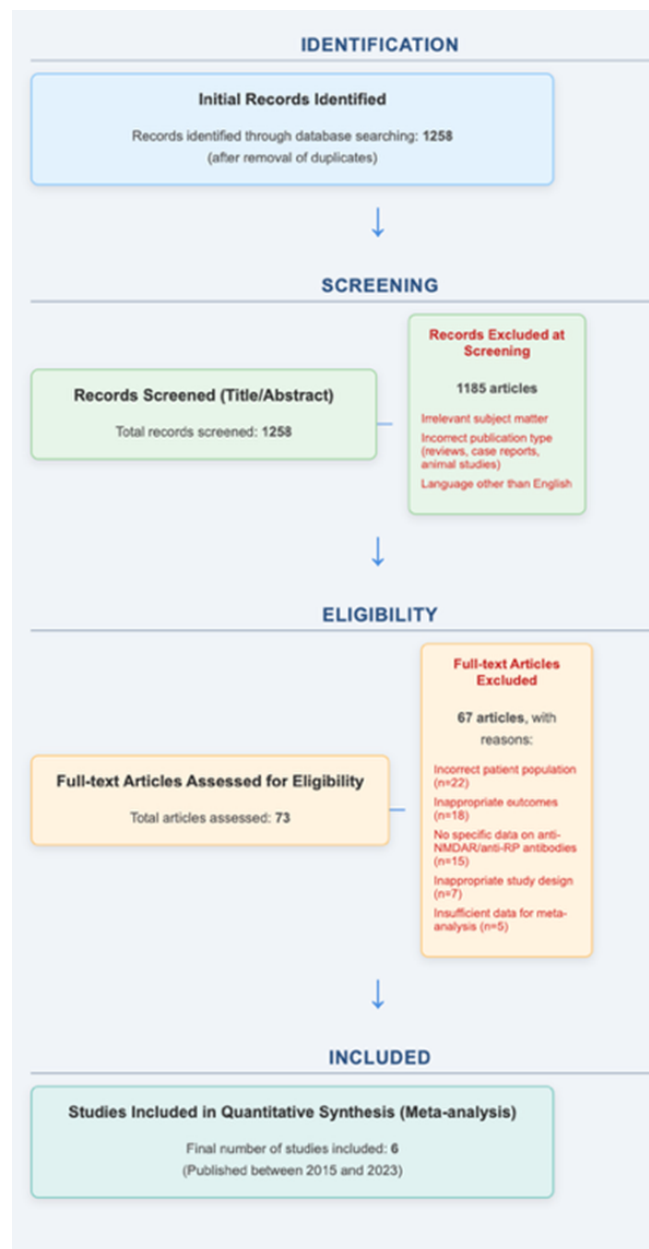 IDENTIFICATION
Initial Records Identified
Records identified through database searching: 1258
(after removal of duplicates)
SCREENING
Records Screened (Title/Abstract)
Total records screened: 1258
Records Excluded at
Screening
1185 articles
Irrelevant subject matter
Incorrect publication type
(reviews, case reports,
animal studies)
Language other than English
ELIGIBILITY
Full-text Articles Assessed for Eligibility
Total articles assessed: 73
Full-text Articles
Excluded
67 articles, with
reasons:
Incorrect patient population
(n=22)
Inappropriate outcomes
(n=18)
No specific data on anti-
NMDAR/anti-RP antibodies
(n=15)
Inappropriate study design
(n=7)
Insufficient data for meta-
analysis (n=5)
INCLUDED
Studies Included in Quantitative Synthesis (Meta-analysis)
Final number of studies included: 6
(Published between 2015 and 2023)